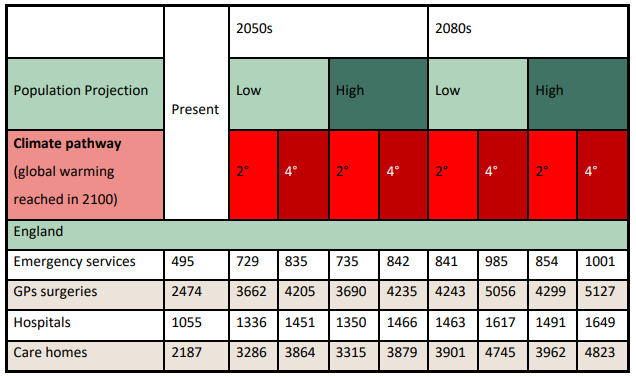 2050s 2080s
Population Projection Present Low High Low High
Climate pathway
(global warming
reached in 2100) 2° 4° 2° 4° 2° 4° 2° 4°
England
Emergency services 495 729 835 735 842 841 985 854 1001
GPs surgeries 2474 3662 4205 3690 4235 4243 5056 4299 5127
Hospitals 1055 1336 1451 1350 1466 1463 1617 1491 1649
Care homes 2187 3286 3864 3315 3879 3901 4745 3962 4823